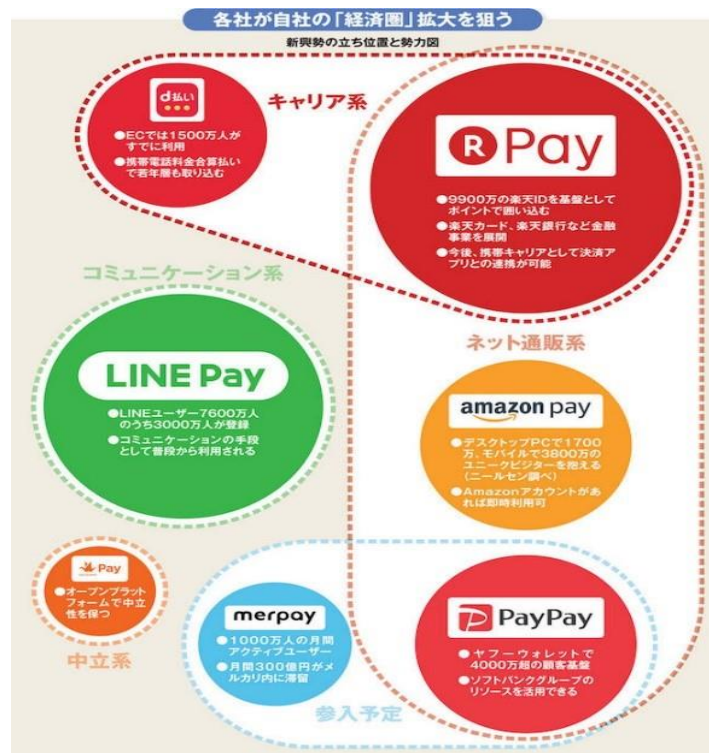 各社が自社の「経済圏」拡大を狙う
新興勢の立ち位置と勢力図
キャリア系
d払い
●ECでは1500万人が
すでに利用
●携帯電話料金合算払い
で若年層も取り込む
R Pay
●9900万の楽天IDを基盤として
ポイントで囲い込む
●楽天カード、楽天銀行など金融
事業を展開
●今後、携帯キャリアとして決済ア
プリとの連携が可能
コミュニケーション系
LINE Pay
●LINEユーザー7600万人
のうち3000万人が登録
●コミュニケーションの手段
として普段から利用される
ネット通販系
amazon pay
●デスクトップPCで1700
万、モバイルで3800万の
ユニークビジターを抱える
(ニールセン調べ)
●Amazonアカウントがあ
れば即時利用可
Pay
●オープンプラット
フォームで中立
性を保つ
中立系
merpay
●1000万人の月間
アクティブユーザー
●月間300億円がメ
ルカリ内に滞留
PayPay
●ヤフーウォレットで
4000万超の顧客基盤
●ソフトバンクグループの
リソースを活用できる
参入予定